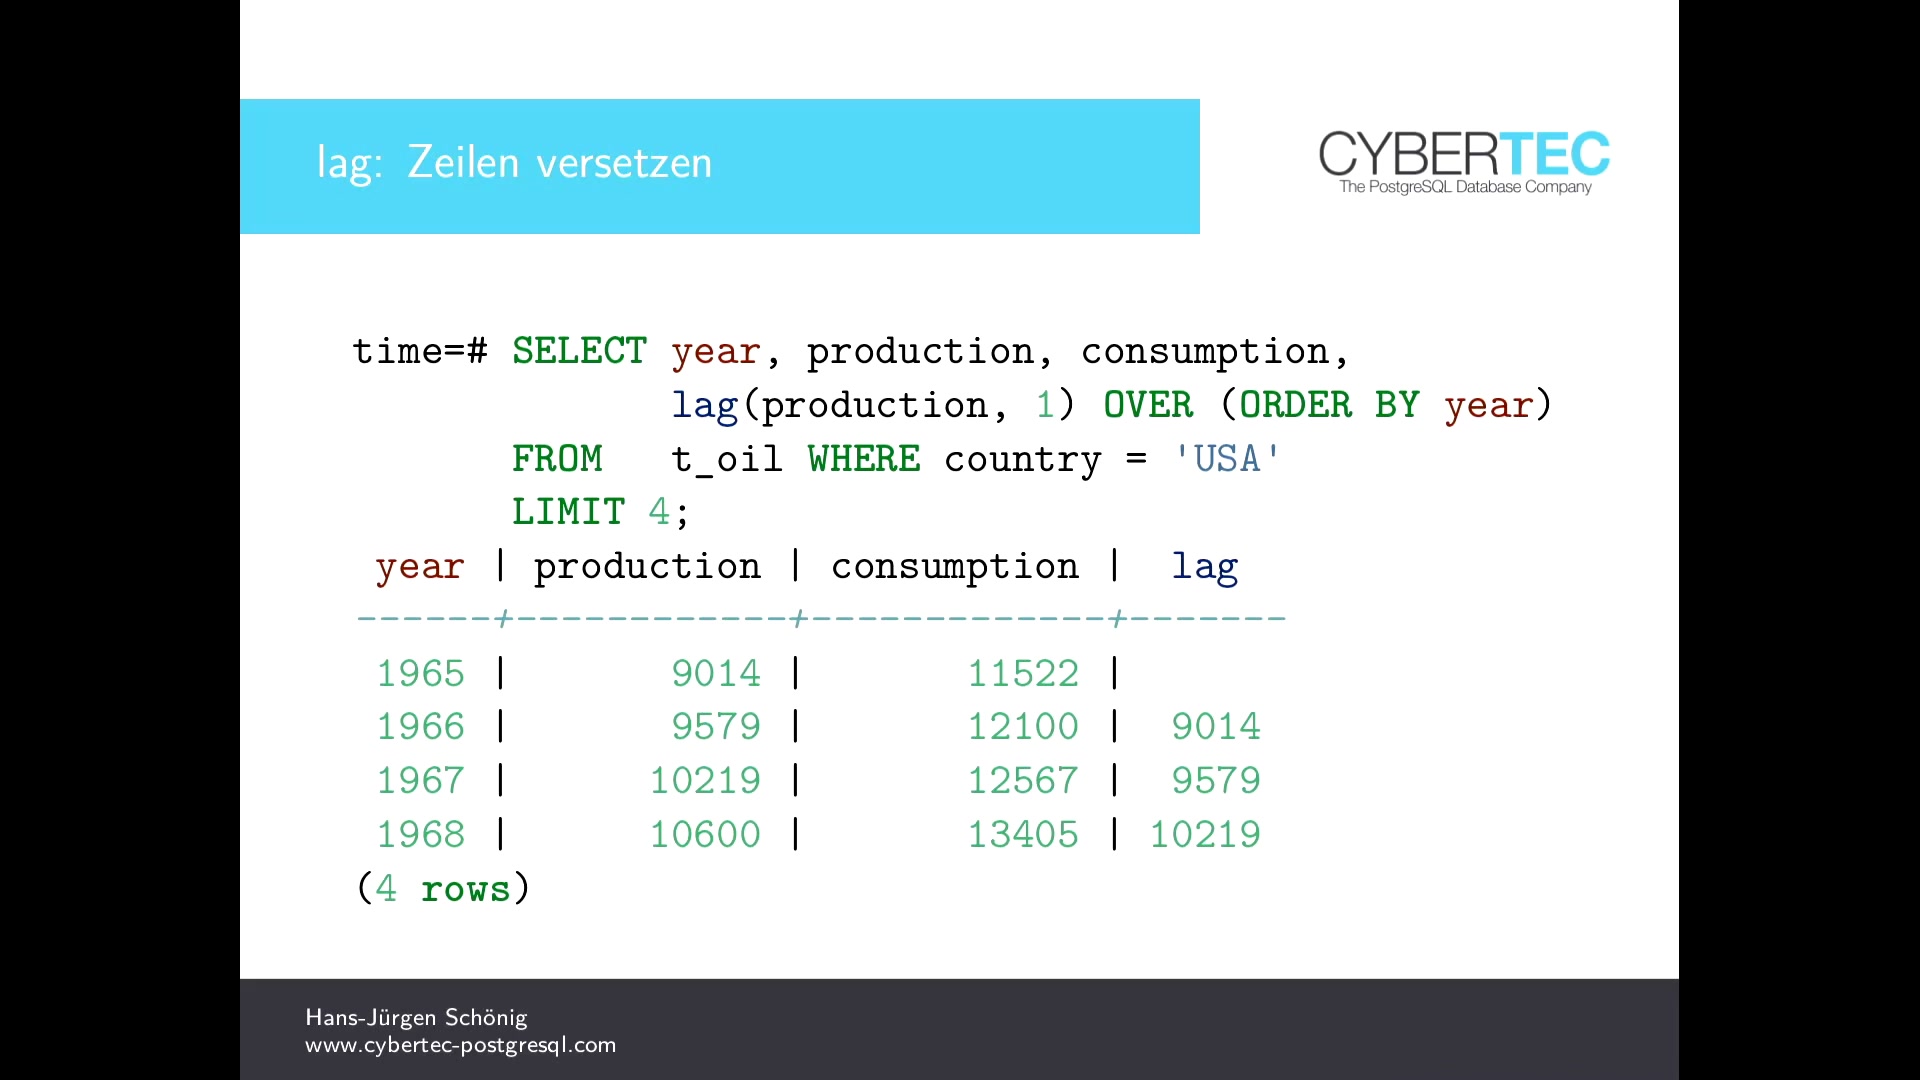 lag: Zeilen versetzen
CYBERTEC
The PostgreSQL Database Company
time=# SELECT year, production, consumption,
lag(production, 1) OVER (ORDER BY year)
FROM t_oil WHERE country = 'USA'
LIMIT 4;
year | production | consumption | lag
------+------------+-------------+-------
1965 | 9014 | 11522 |
1966 | 9579 | 12100 | 9014
1967 | 10219 | 12567 | 9579
1968 | 10600 | 13405 | 10219
(4 rows)
Hans-Jürgen Schönig
www.cybertec-postgresql.com